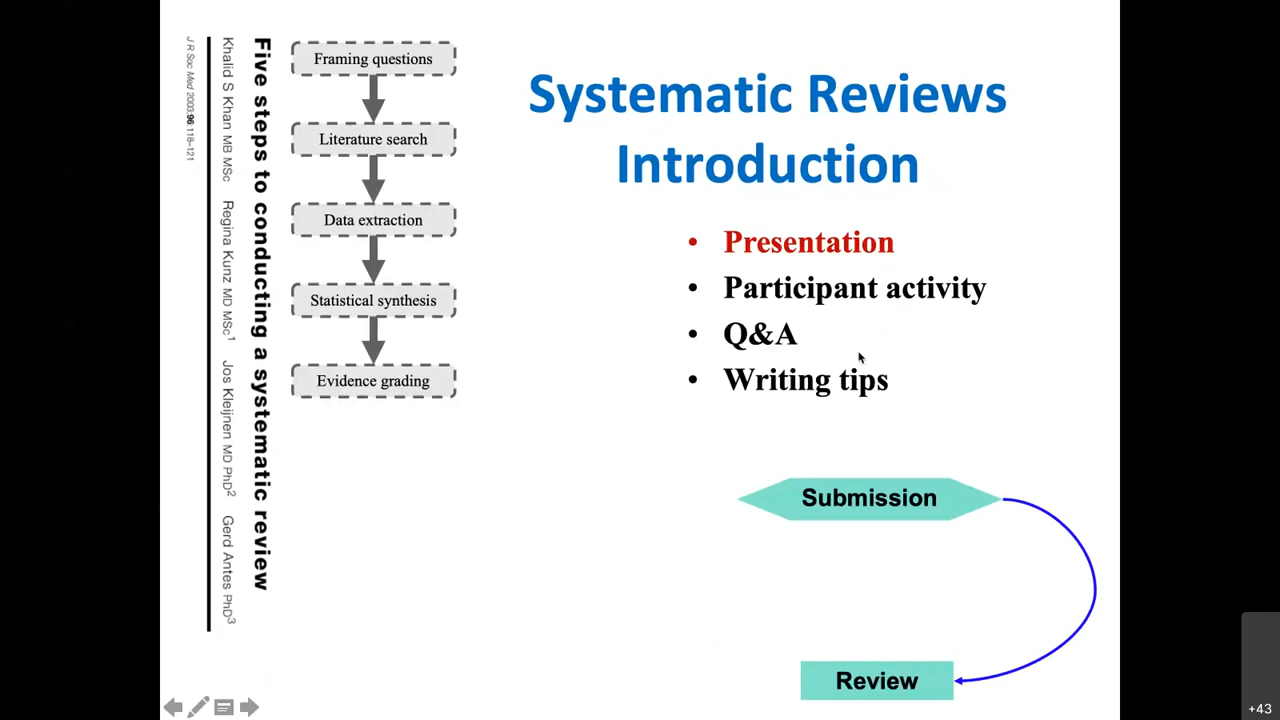 J R Soc Med 2003;96:118–121
Khalid S Khan MB MSc Regina Kunz MD MSc1 Jos Kleijnen MD PhD2 Gerd Antes PhD3
Five steps to conducting a systematic review
Framing questions
Literature search
Data extraction
Statistical synthesis
Evidence grading
Systematic Reviews
Introduction
• Presentation
• Participant activity
• Q&A
• Writing tips
Submission
Review
+43